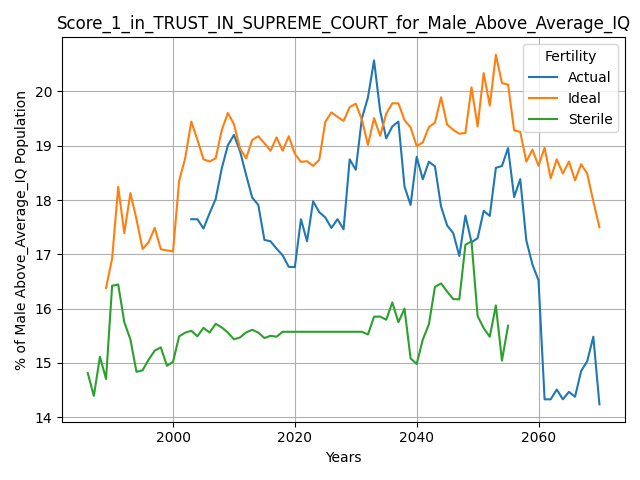 Score_1_in_TRUST_IN_SUPREME_COURT_for_Male_Above_Average_IQ
% of Male Above_Average_IQ Population
20
19
18
17
16
15
14
Fertility
Actual
Ideal
Sterile
2000
2020
2040
2060
Years